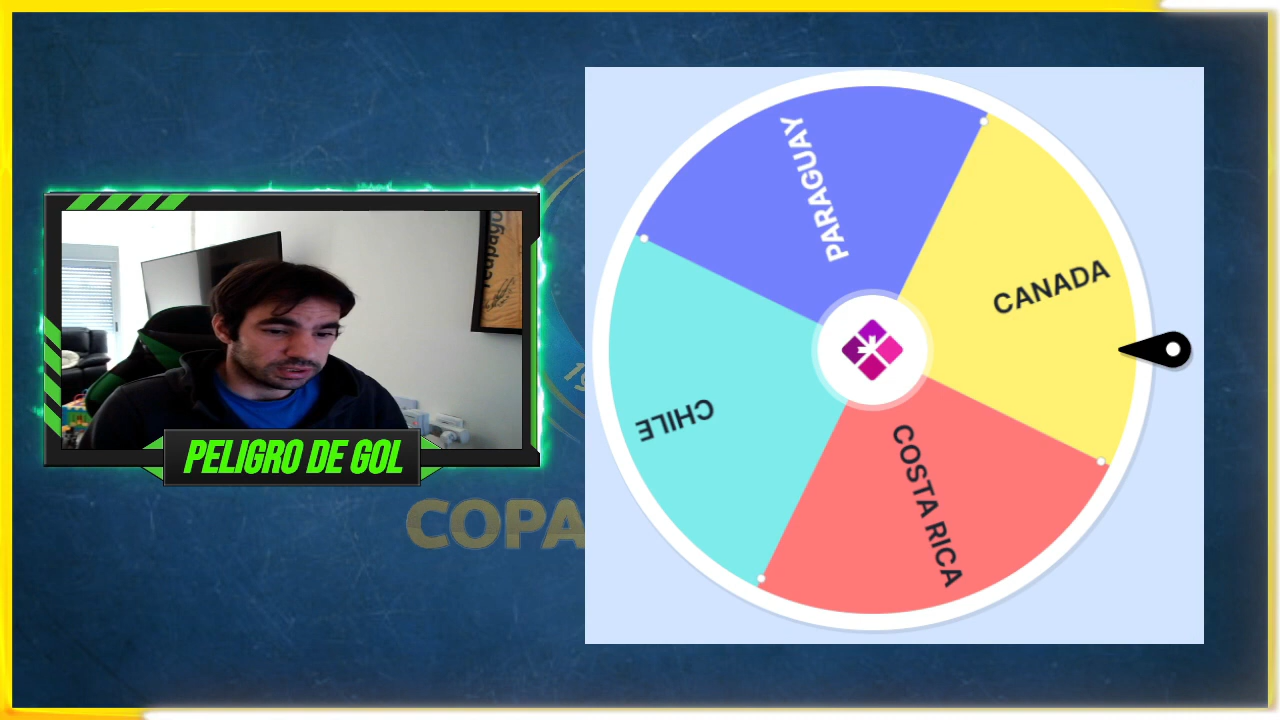 PARAGUAY
CANADA
CHILE
COSTA RICA
PELIGRO DE GOL
COPA